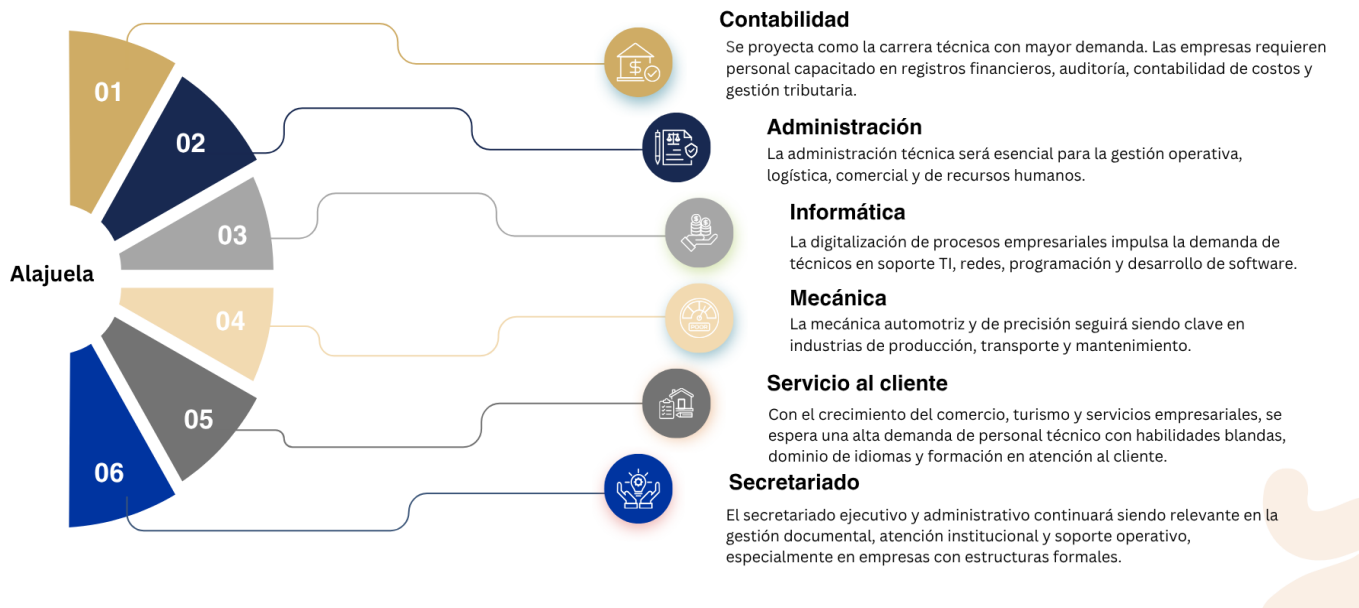 Alajuela
01
Contabilidad
Se proyecta como la carrera técnica con mayor demanda. Las empresas requieren
personal capacitado en registros financieros, auditoría, contabilidad de costos y
gestión tributaria.
02
Administración
La administración técnica será esencial para la gestión operativa,
logística, comercial y de recursos humanos.
03
Informática
La digitalización de procesos empresariales impulsa la demanda de
técnicos en soporte TI, redes, programación y desarrollo de software.
04
POOR
Mecánica
La mecánica automotriz y de precisión seguirá siendo clave en
industrias de producción, transporte y mantenimiento.
05
Servicio al cliente
Con el crecimiento del comercio, turismo y servicios empresariales, se
espera una alta demanda de personal técnico con habilidades blandas,
dominio de idiomas y formación en atención al cliente.
06
Secretariado
El secretariado ejecutivo y administrativo continuará siendo relevante en la
gestión documental, atención institucional y soporte operativo,
especialmente en empresas con estructuras formales.